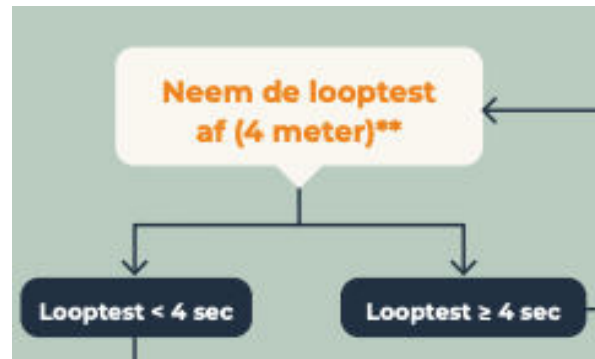 Neem de looptest
af (4 meter)**
Looptest < 4 sec
Looptest ≥ 4 sec